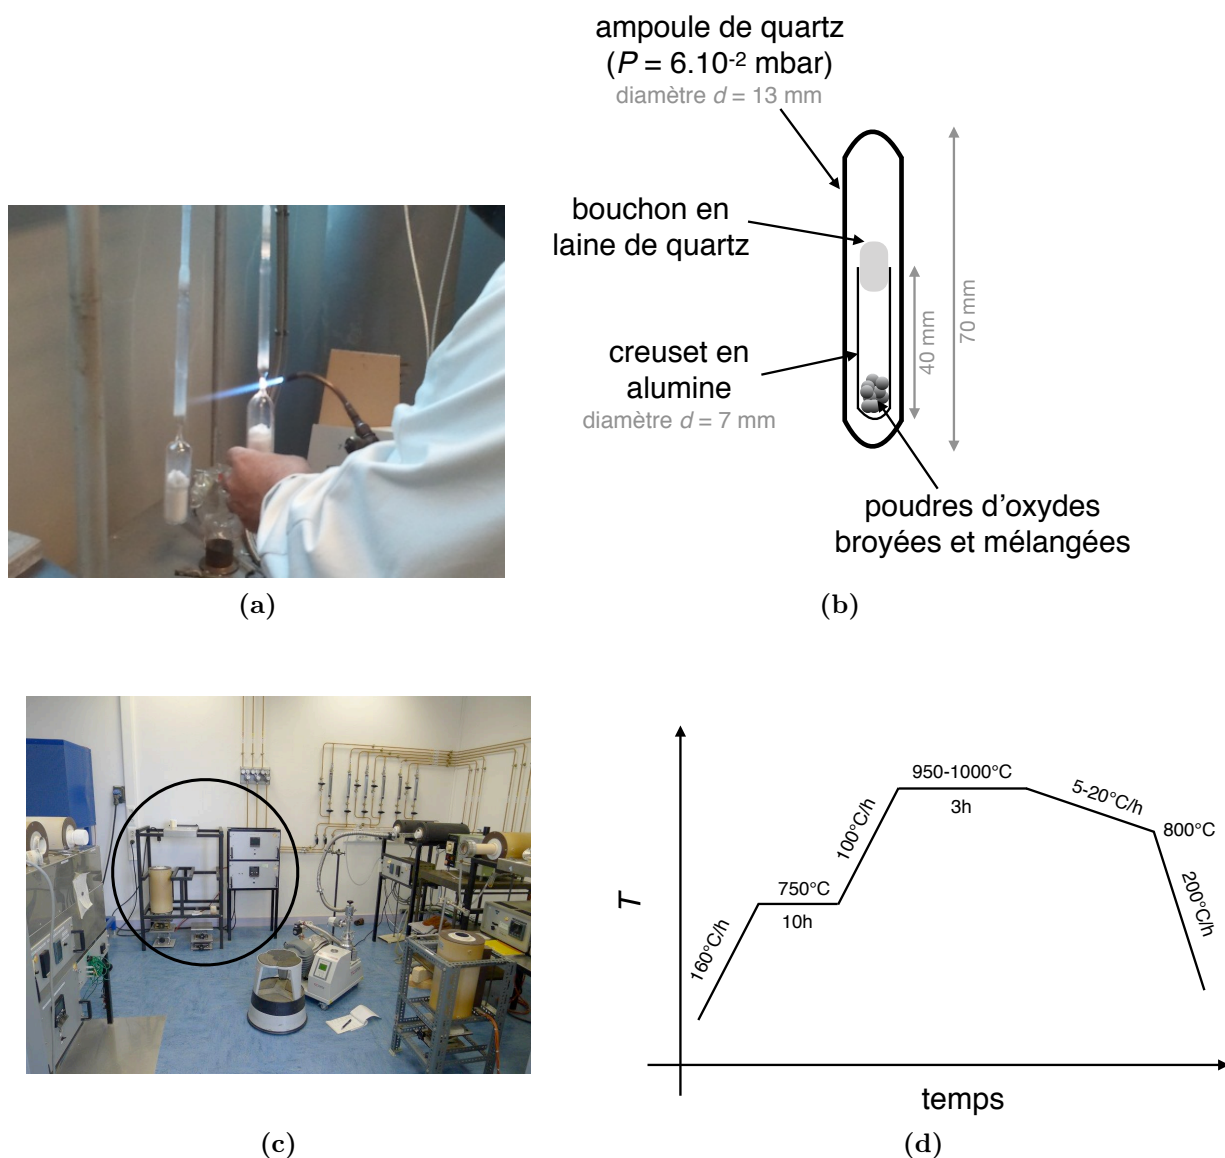 ampoule de quartz
(P = 6.10⁻² mbar)
diamètre d = 13 mm
bouchon en
laine de quartz
creuset en
alumine
diamètre d = 7 mm
40 mm
70 mm
poudres d'oxydes
broyées et mélangées
(a)
(b)
T
160°C/h
750°C
10h
100°C/h
950-1000°C
3h
5-20°C/h
800°C
200°C/h
temps
(c)
(d)